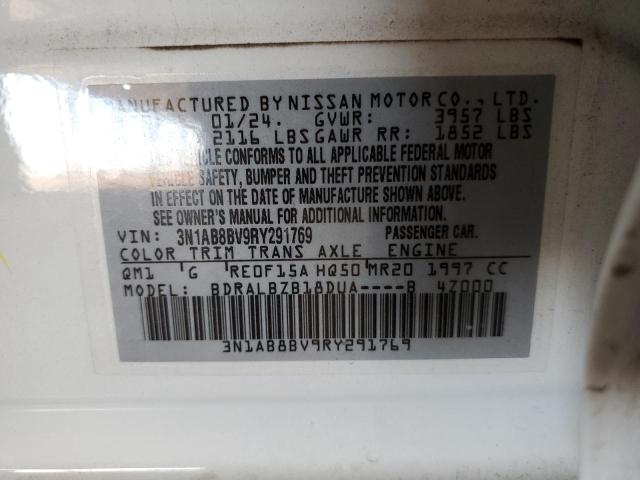 MANUFACTURED BY NISSAN MOTOR CO., LTD.
01/24. GVWR: 3957 LBS
2116 LBS GAWR RR: 1852 LBS
THIS VEHICLE CONFORMS TO ALL APPLICABLE FEDERAL MOTOR
VEHICLE SAFETY, BUMPER AND THEFT PREVENTION STANDARDS
IN EFFECT ON THE DATE OF MANUFACTURE SHOWN ABOVE.
SEE OWNER'S MANUAL FOR ADDITIONAL
VIN: 3N1AB8BV9RY291769 PASSENGER CAR.
COLOR TRIM TRANS AXLE ENGINE
QM1 G RE0F15A HQ50 MR20 1997 CC
MODEL: BDRALBZB18DUA----B 4Z000
3N1AB8BV9RY291769